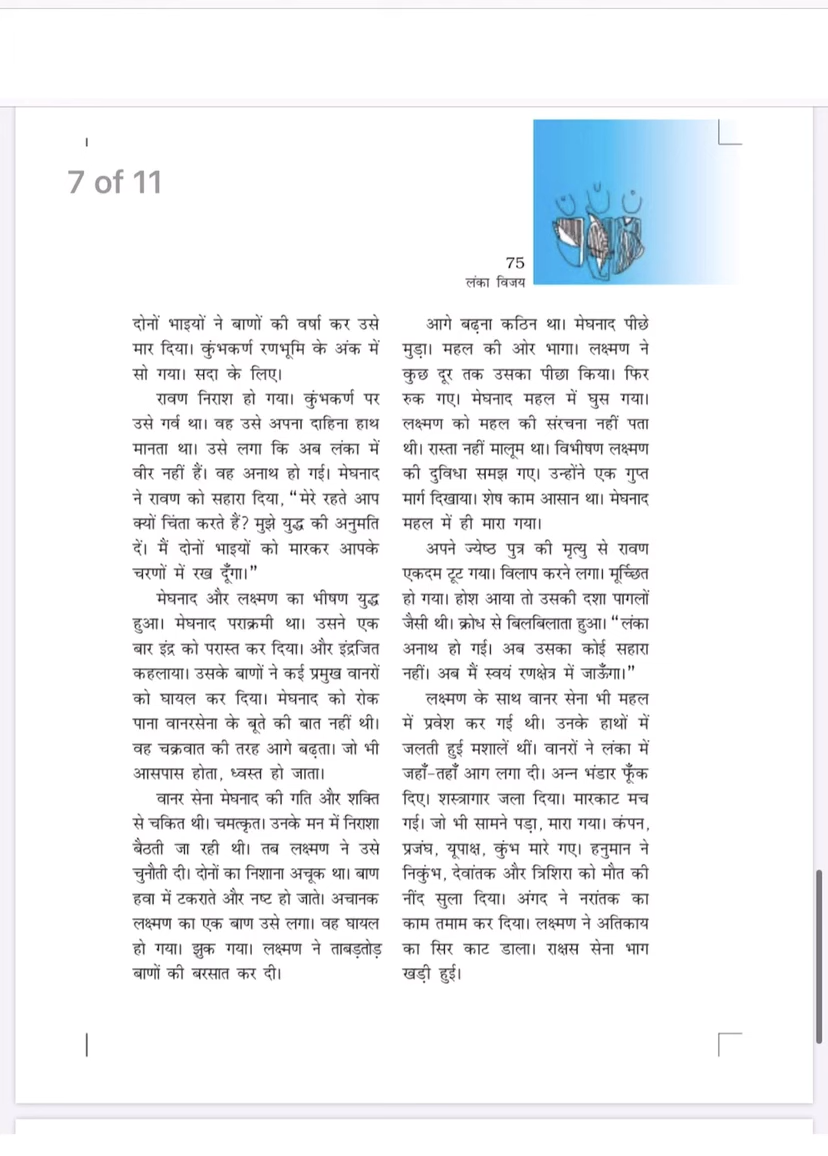 7 of 11
75
लंका विजय
दोनों भाइयों ने बाणों की वर्षा कर उसे
मार दिया। कुंभकर्ण रणभूमि के अंक में
सो गया। सदा के लिए।
रावण निराश हो गया। कुंभकर्ण पर
उसे गर्व था। वह उसे अपना दाहिना हाथ
मानता था। उसे लगा कि अब लंका में
वीर नहीं हैं। वह अनाथ हो गई। मेघनाद
ने रावण को सहारा दिया, “मेरे रहते आप
क्यों चिंता करते हैं? मुझे युद्ध की अनुमति
दें। मैं दोनों भाइयों को मारकर आपके
चरणों में रख दूँगा।”
मेघनाद और लक्ष्मण का भीषण युद्ध
हुआ। मेघनाद पराक्रमी था। उसने एक
बार इंद्र को परास्त कर दिया। और इंद्रजित
कहलाया। उसके बाणों ने कई प्रमुख वानरों
को घायल कर दिया। मेघनाद को रोक
पाना वानरसेना के बूते की बात नहीं थी।
वह चक्रवात की तरह आगे बढ़ता। जो भी
आसपास होता, ध्वस्त हो जाता।
वानर सेना मेघनाद की गति और शक्ति
से चकित थी। चमत्कृत। उनके मन में निराशा
बैठती जा रही थी। तब लक्ष्मण ने उसे
चुनौती दी। दोनों का निशाना अचूक था। बाण
हवा में टकराते और नष्ट हो जाते। अचानक
लक्ष्मण का एक बाण उसे लगा। वह घायल
हो गया। झुक गया। लक्ष्मण ने ताबड़तोड़
बाणों की बरसात कर दी।
आगे बढ़ना कठिन था। मेघनाद पीछे
मुड़ा। महल की ओर भागा। लक्ष्मण ने
कुछ दूर तक उसका पीछा किया। फिर
रुक गए। मेघनाद महल में घुस गया।
लक्ष्मण को महल की संरचना नहीं पता
थी। रास्ता नहीं मालूम था। विभीषण लक्ष्मण
की दुविधा समझ गए। उन्होंने एक गुप्त
मार्ग दिखाया। शेष काम आसान था। मेघनाद
महल में ही मारा गया।
अपने ज्येष्ठ पुत्र की मृत्यु से रावण
एकदम टूट गया। विलाप करने लगा। मूर्च्छित
हो गया। होश आया तो उसकी दशा पागलों
जैसी थी। क्रोध से बिलबिलाता हुआ। “लंका
अनाथ हो गई। अब उसका कोई सहारा
नहीं। अब मैं स्वयं रणक्षेत्र में जाऊँगा।”
लक्ष्मण के साथ वानर सेना भी महल
में प्रवेश कर गई थी। उनके हाथों में
जलती हुई मशालें थीं। वानरों ने लंका में
जहाँ-तहाँ आग लगा दी। अन्न भंडार फूँक
दिए। शस्त्रागार जला दिया। मारकाट मच
गई। जो भी सामने पड़ा, मारा गया। कंपन,
प्रजंघ, यूपाक्ष, कुंभ मारे गए। हनुमान ने
निकुंभ, देवांतक और त्रिशिरा को मौत की
नींद सुला दिया। अंगद ने नरांतक का
काम तमाम कर दिया। लक्ष्मण ने अतिकाय
का सिर काट डाला। राक्षस सेना भाग
खड़ी हुई।